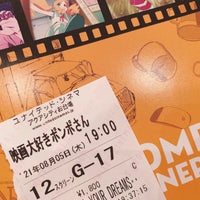 ユナイテッド・シネマ
アクアシティお台場
映画大好きポンポさん
'21年08月05日(木) 19:00
12スクリーン G-17
¥1,800
C
YOUR DREAMS--
:37-15